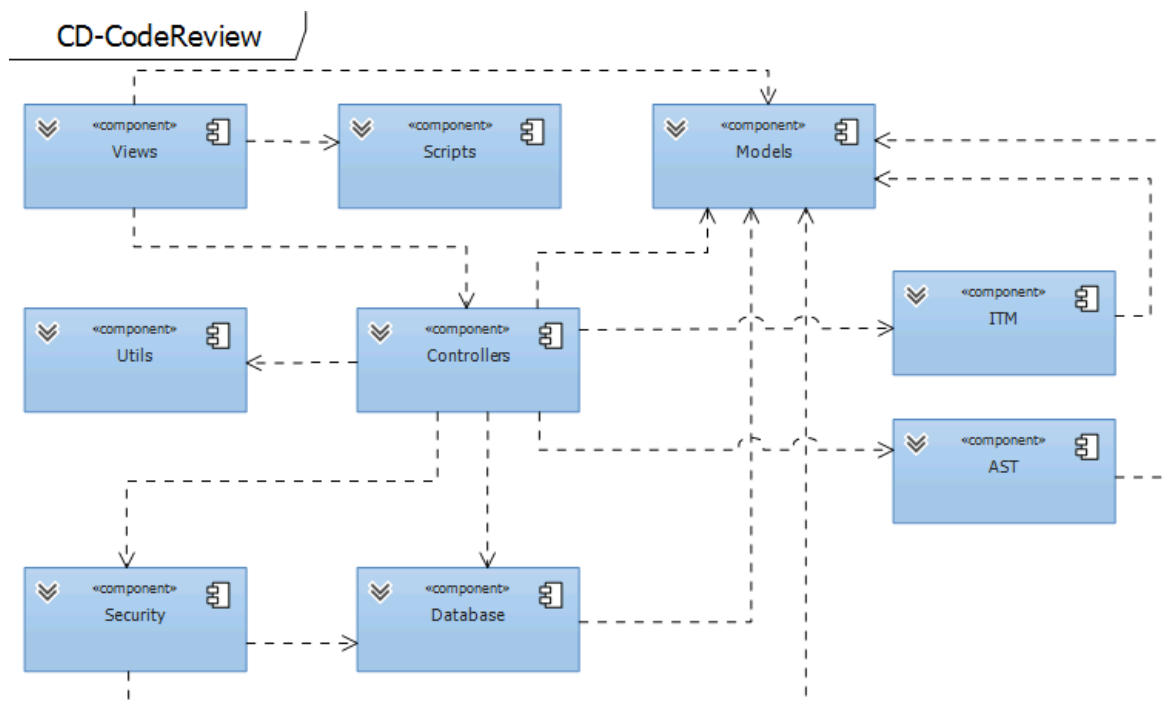 CD-CodeReview
«component»
Views
«component»
Scripts
«component»
Models
«component»
ITM
«component»
Utils
«component»
Controllers
«component»
AST
«component»
Security
«component»
Database